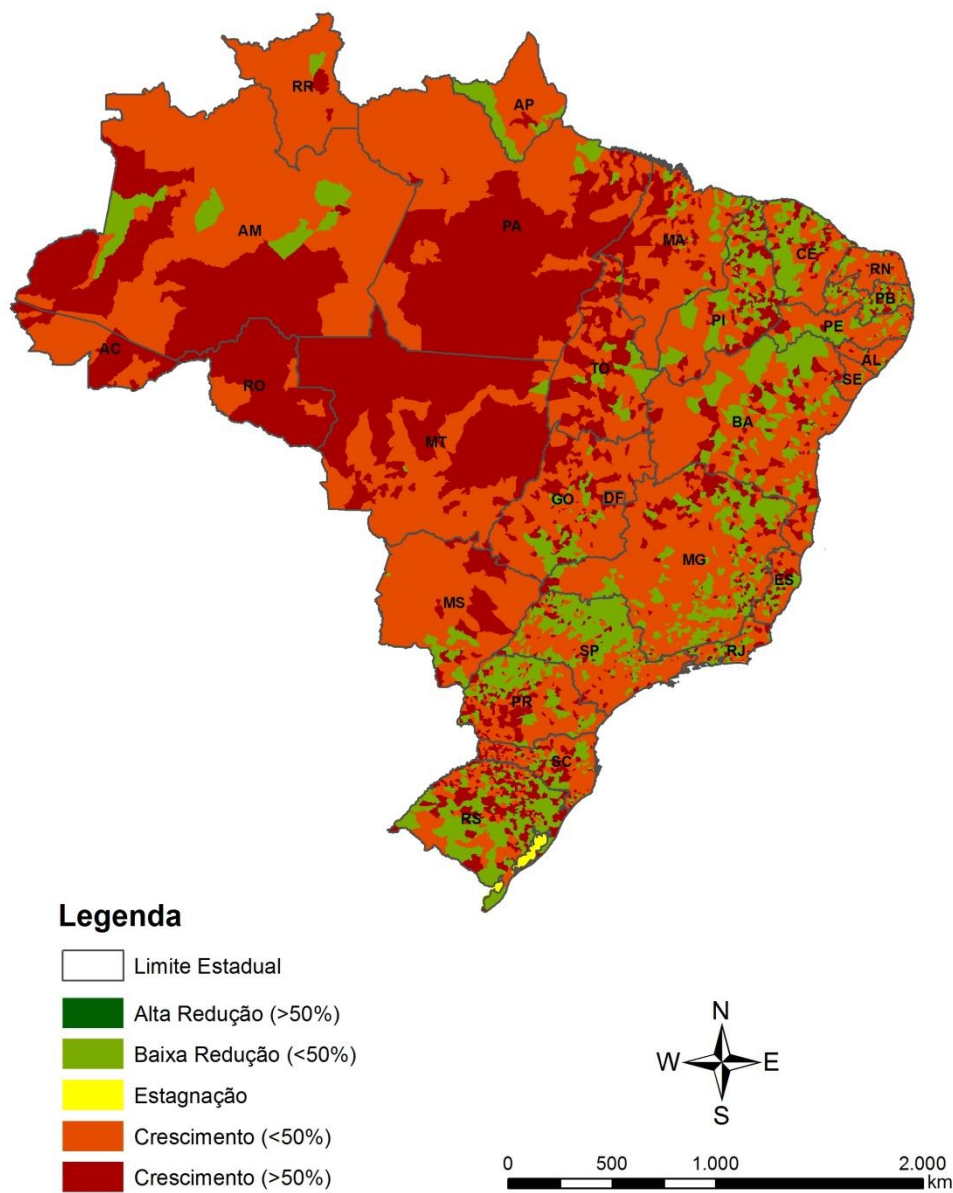 RR
AP
AM
PA
MA
CE
RN
PB
PI
PE
AC
TO
AL
RO
SE
BA
MT
GO
DF
MG
ES
MS
SP
RJ
PR
SC
RS
Legenda
Limite Estadual
Alta Redução (>50%)
Baixa Redução (<50%)
Estagnação
Crescimento (<50%)
Crescimento (>50%)
N
W E
S
0 500 1.000 2.000
km